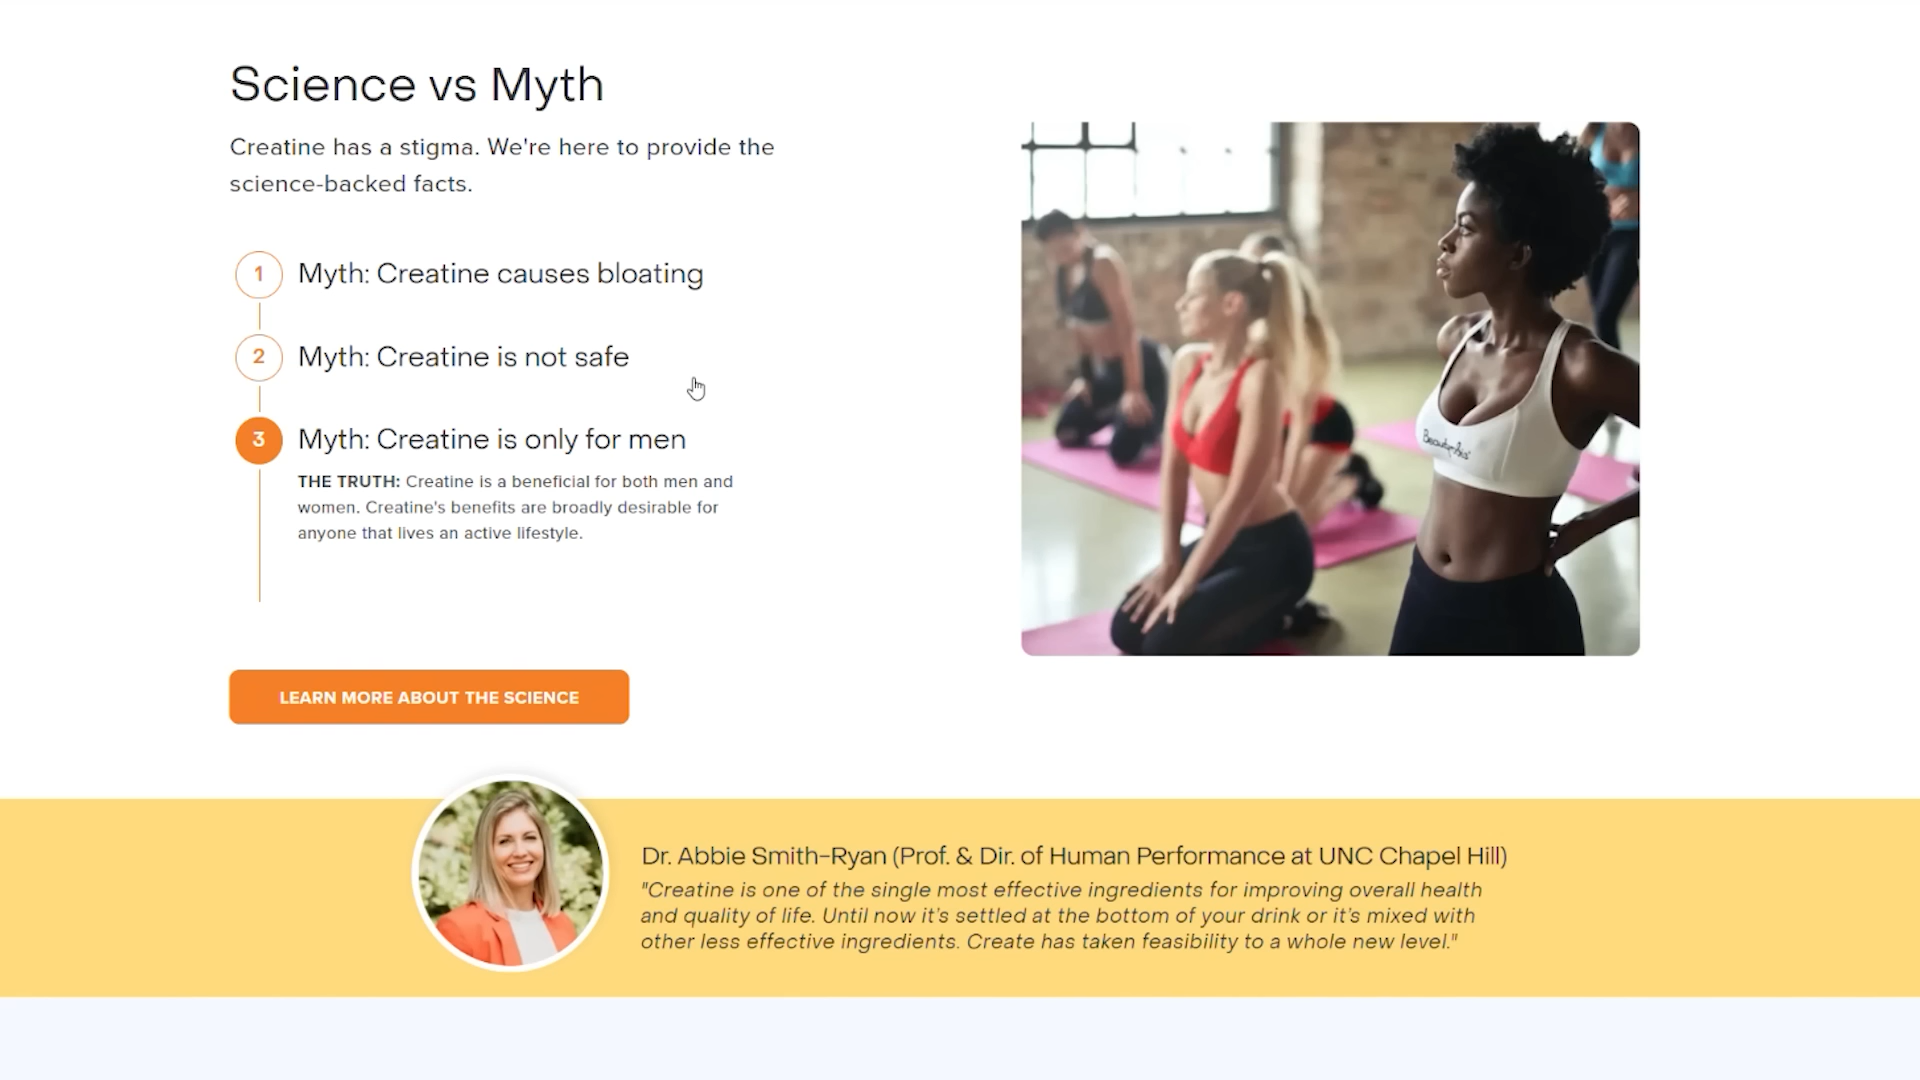 Science vs Myth
Creatine has a stigma. We're here to provide the
science-backed facts.
1 Myth: Creatine causes bloating
2 Myth: Creatine is not safe
3 Myth: Creatine is only for men
THE TRUTH: Creatine is a beneficial for both men and
women. Creatine's benefits are broadly desirable for
anyone that lives an active lifestyle.
LEARN MORE ABOUT THE SCIENCE
Dr. Abbie Smith-Ryan (Prof. & Dir. of Human Performance at UNC Chapel Hill)
"Creatine is one of the single most effective ingredients for improving overall health
and quality of life. Until now it's settled at the bottom of your drink or it's mixed with
other less effective ingredients. Create has taken feasibility to a whole new level."